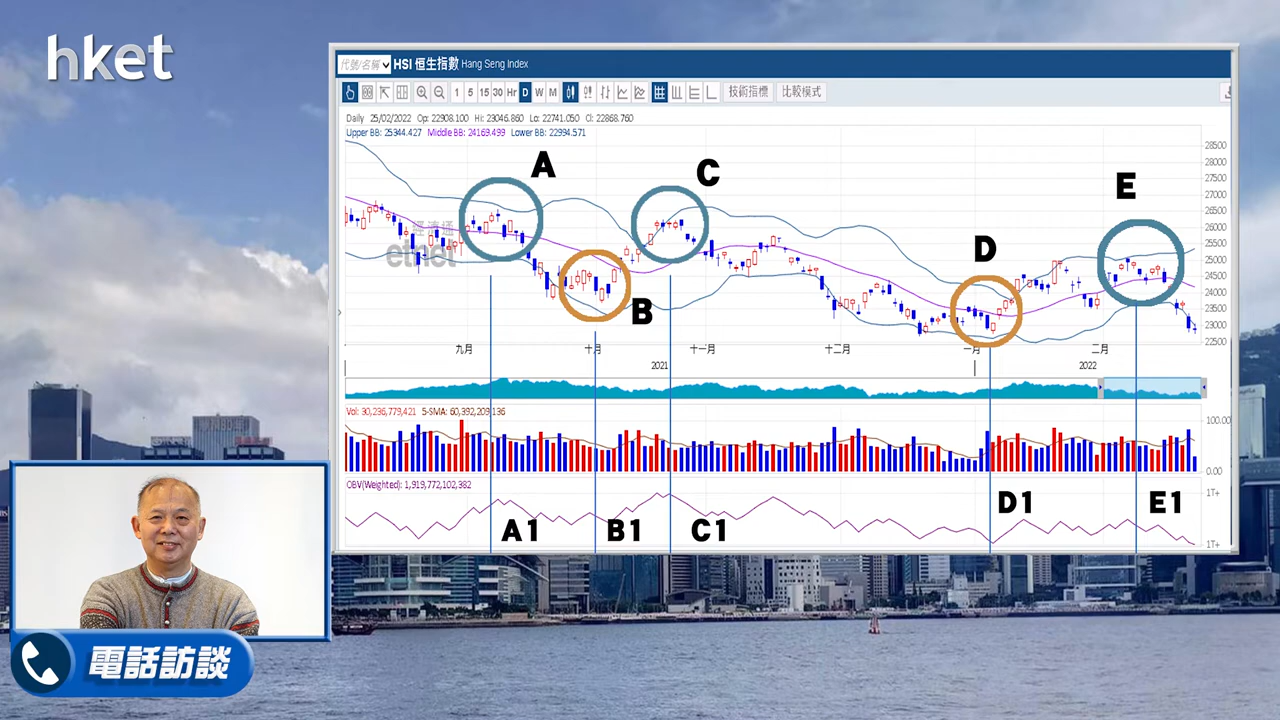 hket
代號/名稱 HSI 恒生指數 Hang Seng Index
1 5 15 30 Hr D W M 技術指標 比較模式
Daily 25/02/2022 Op: 22908.100 Hi: 23046.860 Lo: 22741.050 Cl: 22868.760
Upper BB: 25344.427 Middle BB: 24169.499 Lower BB: 22994.571
A
B
C
D
E
經濟通
etnet
28500
28000
27500
27000
26500
26000
25500
25000
24500
24000
23500
23000
22500
九月 十月 十一月 十二月 一月 二月
2021 2022
Vol: 30,236,779,421 5-SMA: 60,392,209,136
100.00
0.00
OBV(Weighted): 1,919,772,102,382
1T+
1T+
A1 B1 C1 D1 E1
電話訪談